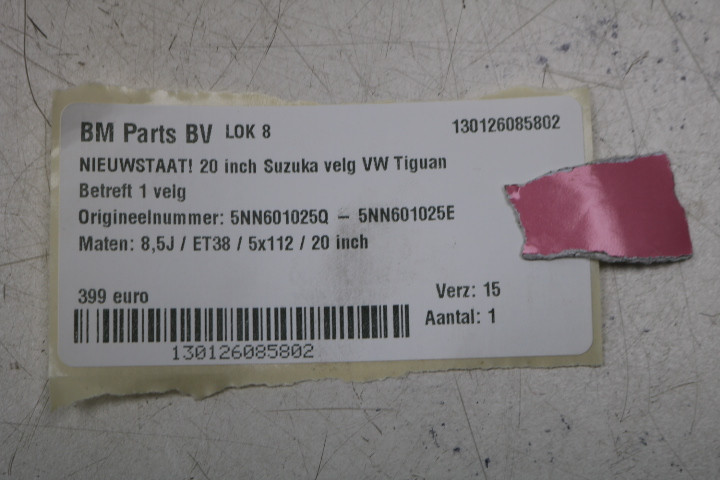 BM Parts BV LOK 8 130126085802
NIEUWSTAAT! 20 inch Suzuka velg VW Tiguan
Betreft 1 velg
Origineelnummer: 5NN601025Q – 5NN601025E
Maten: 8,5J / ET38 / 5x112 / 20 inch
399 euro Verz: 15
Aantal: 1
130126085802